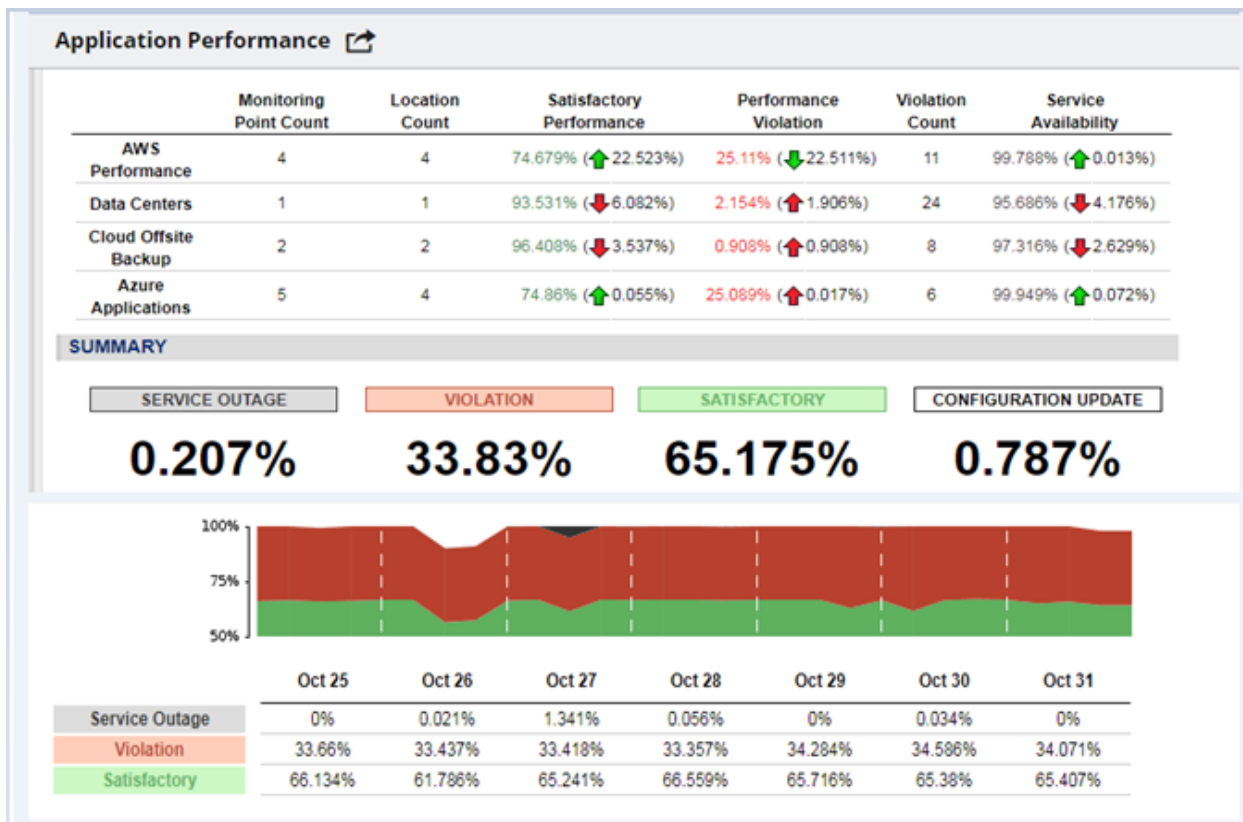 Application Performance
Monitoring Location Satisfactory Performance Violation Service
Point Count Count Performance Violation Count Availability
AWS Performance 4 4 74.679% (22.523%) 25.11% (22.511%) 11 99.788% (0.013%)
Data Centers 1 1 93.531% (6.082%) 2.154% (1.906%) 24 95.686% (4.176%)
Cloud Offsite Backup 2 2 96.408% (3.537%) 0.908% (0.908%) 8 97.316% (2.629%)
Azure Applications 5 4 74.86% (0.055%) 25.089% (0.017%) 6 99.949% (0.072%)
SUMMARY
SERVICE OUTAGE VIOLATION SATISFACTORY CONFIGURATION UPDATE
0.207% 33.83% 65.175% 0.787%
100%
75%
50%
Oct 25 Oct 26 Oct 27 Oct 28 Oct 29 Oct 30 Oct 31
Service Outage 0% 0.021% 1.341% 0.056% 0% 0.034% 0%
Violation 33.66% 33.437% 33.418% 33.357% 34.284% 34.586% 34.071%
Satisfactory 66.134% 61.786% 65.241% 66.559% 65.716% 65.38% 65.407%